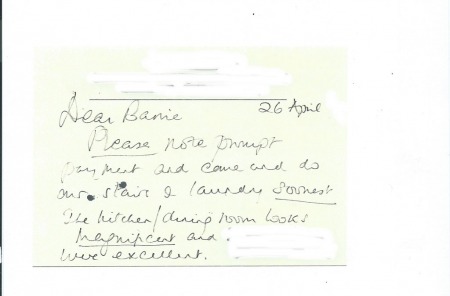 26 April
Dear Barrie
Please note prompt
payment and come and do
our stair & laundry soonest
The kitchen/dining room looks
magnificent and
were excellent.